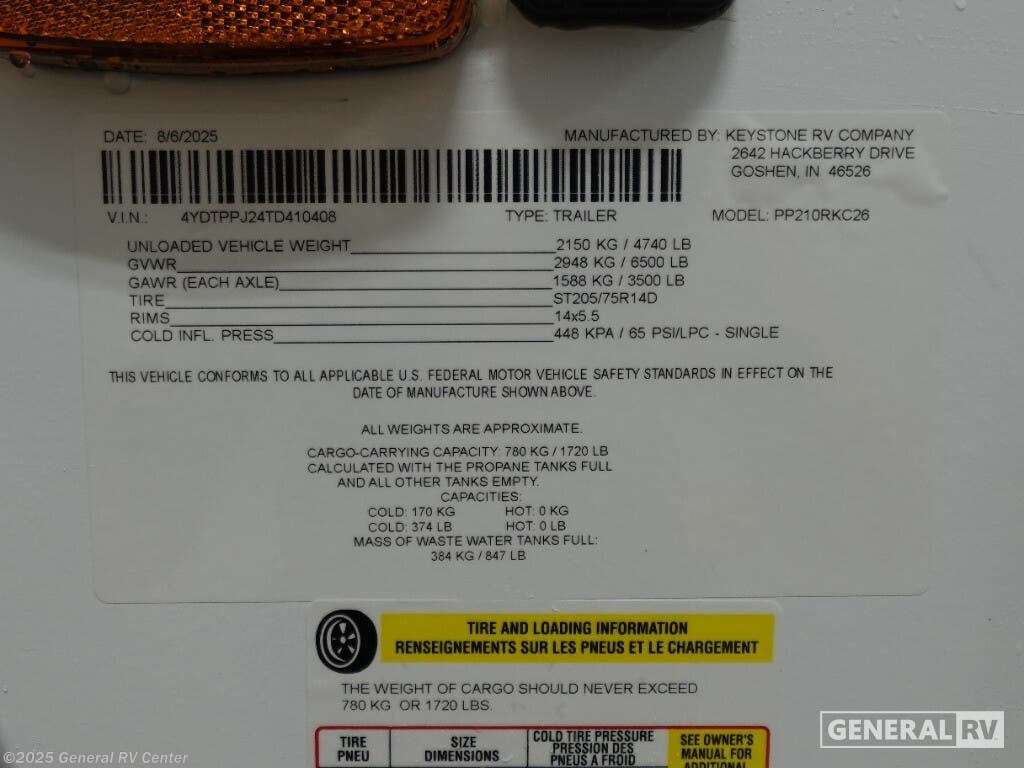 DATE: 8/6/2025
MANUFACTURED BY: KEYSTONE RV COMPANY
2642 HACKBERRY DRIVE
GOSHEN, IN 46526
V.I.N.: 4YDTPPJ24TD410408 TYPE: TRAILER MODEL: PP210RKC26
UNLOADED VEHICLE WEIGHT 2150 KG / 4740 LB
GVWR 2948 KG / 6500 LB
GAWR (EACH AXLE) 1588 KG / 3500 LB
TIRE ST205/75R14D
RIMS 14x5.5
COLD INFL. PRESS 448 KPA / 65 PSI/LPC - SINGLE
THIS VEHICLE CONFORMS TO ALL APPLICABLE U.S. FEDERAL MOTOR VEHICLE SAFETY STANDARDS IN EFFECT ON THE
DATE OF MANUFACTURE SHOWN ABOVE.
ALL WEIGHTS ARE APPROXIMATE.
CARGO-CARRYING CAPACITY: 780 KG / 1720 LB
CALCULATED WITH THE PROPANE TANKS FULL
AND ALL OTHER TANKS EMPTY.
CAPACITIES:
COLD: 170 KG HOT: 0 KG
COLD: 374 LB HOT: 0 LB
MASS OF WASTE WATER TANKS FULL:
384 KG / 847 LB
TIRE AND LOADING INFORMATION
RENSEIGNEMENTS SUR LES PNEUS ET LE CHARGEMENT
THE WEIGHT OF CARGO SHOULD NEVER EXCEED
780 KG OR 1720 LBS.
TIRE
PNEU
SIZE
DIMENSIONS
COLD TIRE PRESSURE
PRESSION DES
PNEUS A FROID
SEE OWNER'S
MANUAL FOR
ADDITIONAL
GENERAL RV
©2025 General RV Center